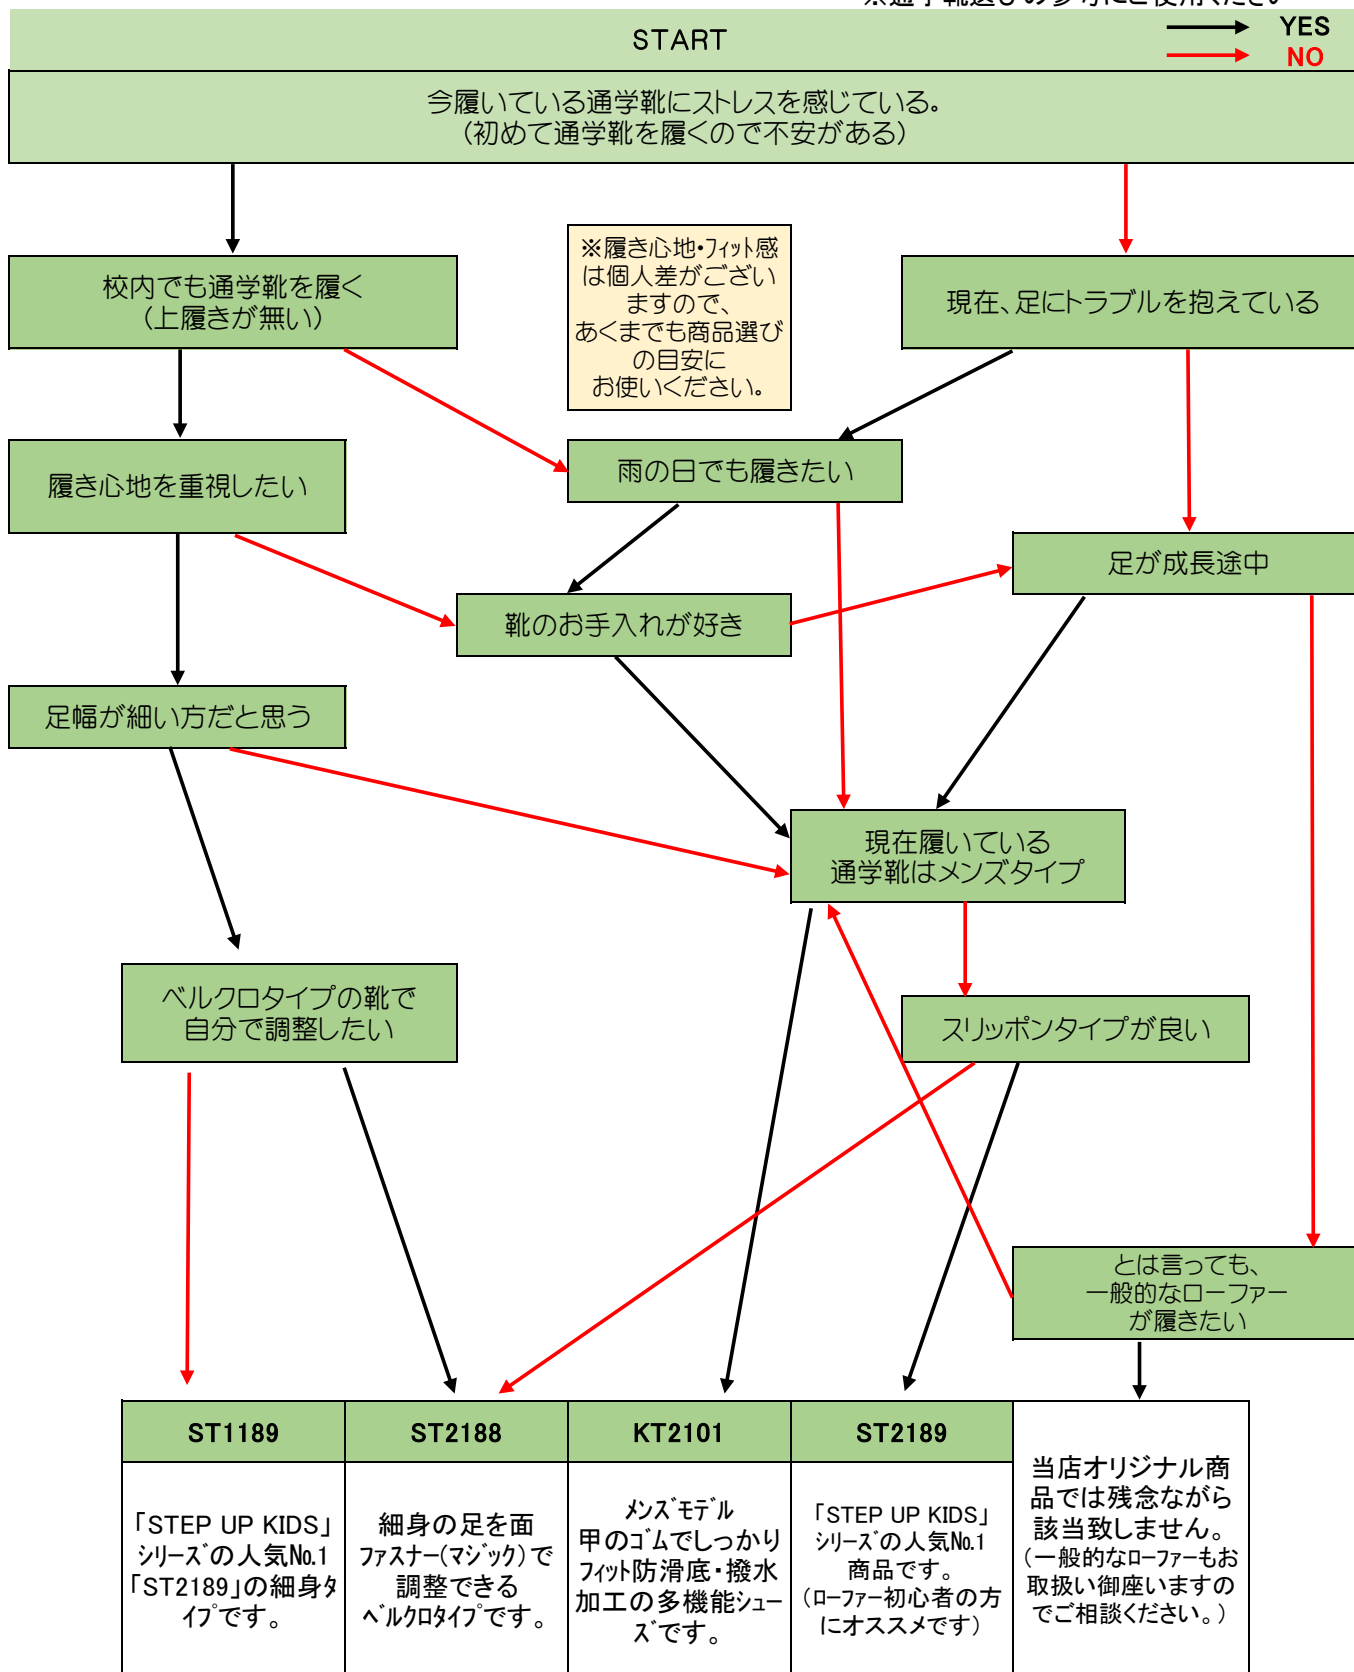 ※通学靴選びの参考にご使用ください
START
YES
NO
今履いている通学靴にストレスを感じている。
(初めて通学靴を履くので不安がある)
校内でも通学靴を履く
(上履きが無い)
※履き心地・フィット感
は個人差がござい
ますので、
あくまでも商品選び
の目安に
お使いください。
現在、足にトラブルを抱えている
履き心地を重視したい
雨の日でも履きたい
足が成長途中
靴のお手入れが好き
足幅が細い方だと思う
現在履いている
通学靴はメンズタイプ
ベルクロタイプの靴で
自分で調整したい
スリッポンタイプが良い
とは言っても、
一般的なローファー
が履きたい
ST1189
「STEP UP KIDS」
シリーズの人気№1
「ST2189」の細身タ
イプです。
ST2188
細身の足を面
ファスナー(マジック)で
調整できる
ベルクロタイプです。
KT2101
メンズモデル
甲のゴムでしっかり
フィット防滑底・撥水
加工の多機能シュー
ズです。
ST2189
「STEP UP KIDS」
シリーズの人気№1
商品です。
(ローファー初心者の方
にオススメです)
当店オリジナル商
品では残念ながら
該当致しません。
(一般的なローファーもお
取扱い御座いますの
でご相談ください。)